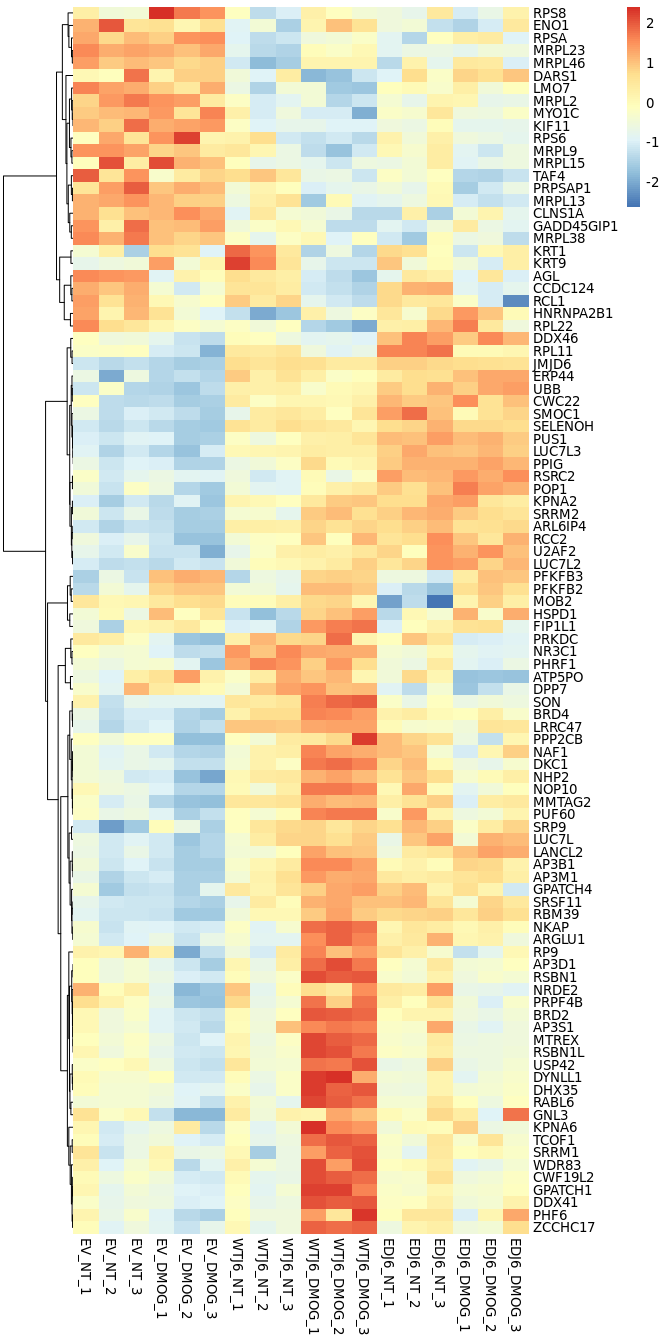 RPS8
ENO1
RPSA
MRPL23
MRPL46
DARS1
LMO7
MRPL2
MYO1C
KIF11
RPS6
MRPL9
MRPL15
TAF4
PRPSAP1
MRPL13
CLNS1A
GADD45GIP1
MRPL38
KRT1
KRT9
AGL
CCDC124
RCL1
HNRNPA2B1
RPL22
DDX46
RPL11
JMJD6
ERP44
UBB
CWC22
SMOC1
SELENOH
PUS1
LUC7L3
PPIG
RSRC2
POP1
KPNA2
SRRM2
ARL6IP4
RCC2
U2AF2
LUC7L2
PFKFB3
PFKFB2
MOB2
HSPD1
FIP1L1
PRKDC
NR3C1
PHRF1
ATP5PO
DPP7
SON
BRD4
LRRC47
PPP2CB
NAF1
DKC1
NHP2
NOP10
MMTAG2
PUF60
SRP9
LUC7L
LANCL2
AP3B1
AP3M1
GPATCH4
SRSF11
RBM39
NKAP
ARGLU1
RP9
AP3D1
RSBN1
NRDE2
PRPF4B
BRD2
AP3S1
MTREX
RSBN1L
USP42
DYNLL1
DHX35
RABL6
GNL3
KPNA6
TCOF1
SRRM1
WDR83
CWF19L2
GPATCH1
DDX41
PHF6
ZCCHC17
2
1
0
-1
-2
EV_NT_1
EV_NT_2
EV_NT_3
EV_DMOG_1
EV_DMOG_2
EV_DMOG_3
WTJ6_NT_1
WTJ6_NT_2
WTJ6_NT_3
WTJ6_DMOG_1
WTJ6_DMOG_2
WTJ6_DMOG_3
EDJ6_NT_1
EDJ6_NT_2
EDJ6_NT_3
EDJ6_DMOG_1
EDJ6_DMOG_2
EDJ6_DMOG_3